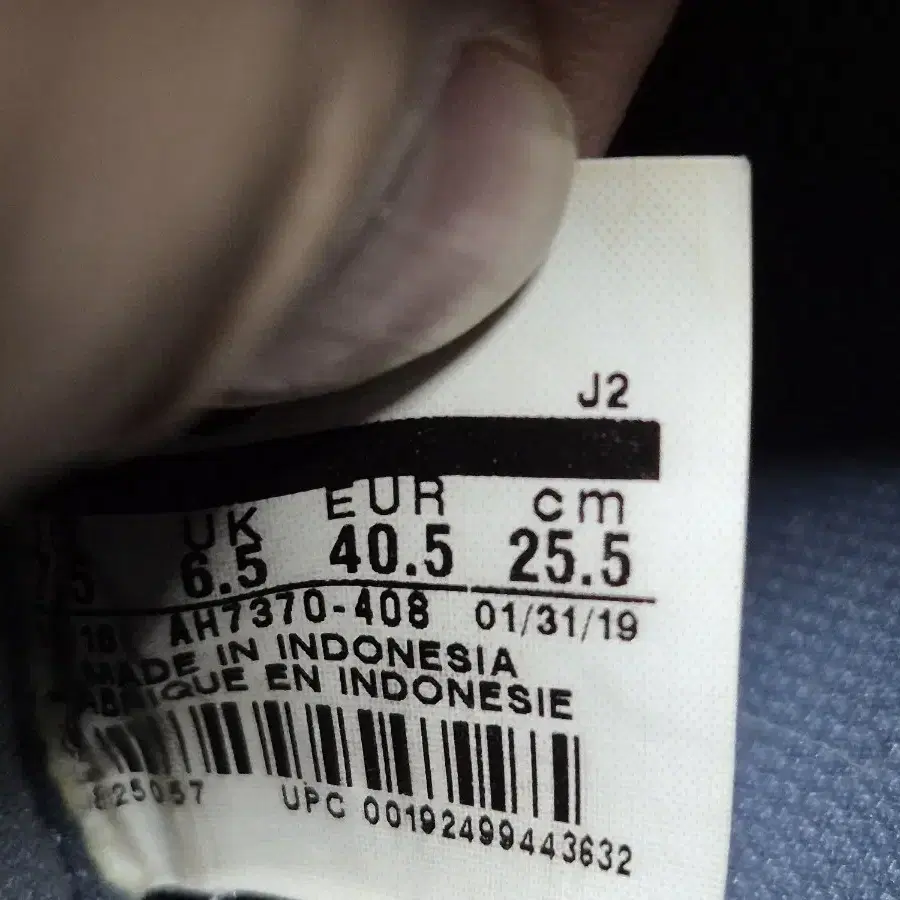 J2
UK EUR cm
6.5 40.5 25.5
AH7370-408 01/31/19
MADE IN INDONESIA
EN INDONESIE
825057 UPC 00192499443632